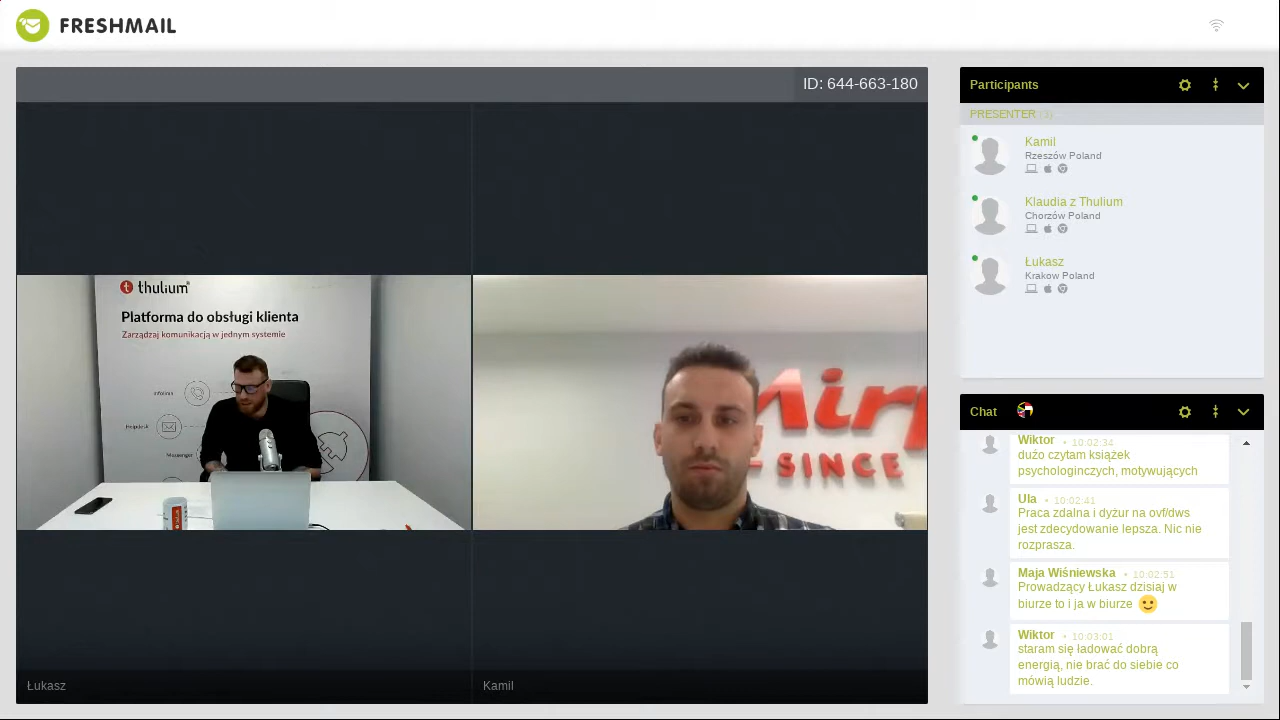 FRESHMAIL
ID: 644-663-180
thulium
Platforma do obsługi klienta
Zarządzaj komunikacją w jednym systemie
Infolinia
Helpdesk
Messenger
SINCE
Łukasz
Kamil
Participants
PRESENTER (3)
Kamil
Rzeszów Poland
Klaudia z Thulium
Chorzów Poland
Łukasz
Krakow Poland
Chat
Wiktor • 10:02:34
dużo czytam książek
psychologinczych, motywujących
Ula • 10:02:41
Praca zdalna i dyżur na ovf/dws
jest zdecydowanie lepsza. Nic nie
rozprasza.
Maja Wiśniewska • 10:02:51
Prowadzący Łukasz dzisiaj w
biurze to i ja w biurze 🙂
Wiktor • 10:03:01
staram się ładować dobrą
energią, nie brać do siebie co
mówią ludzie.